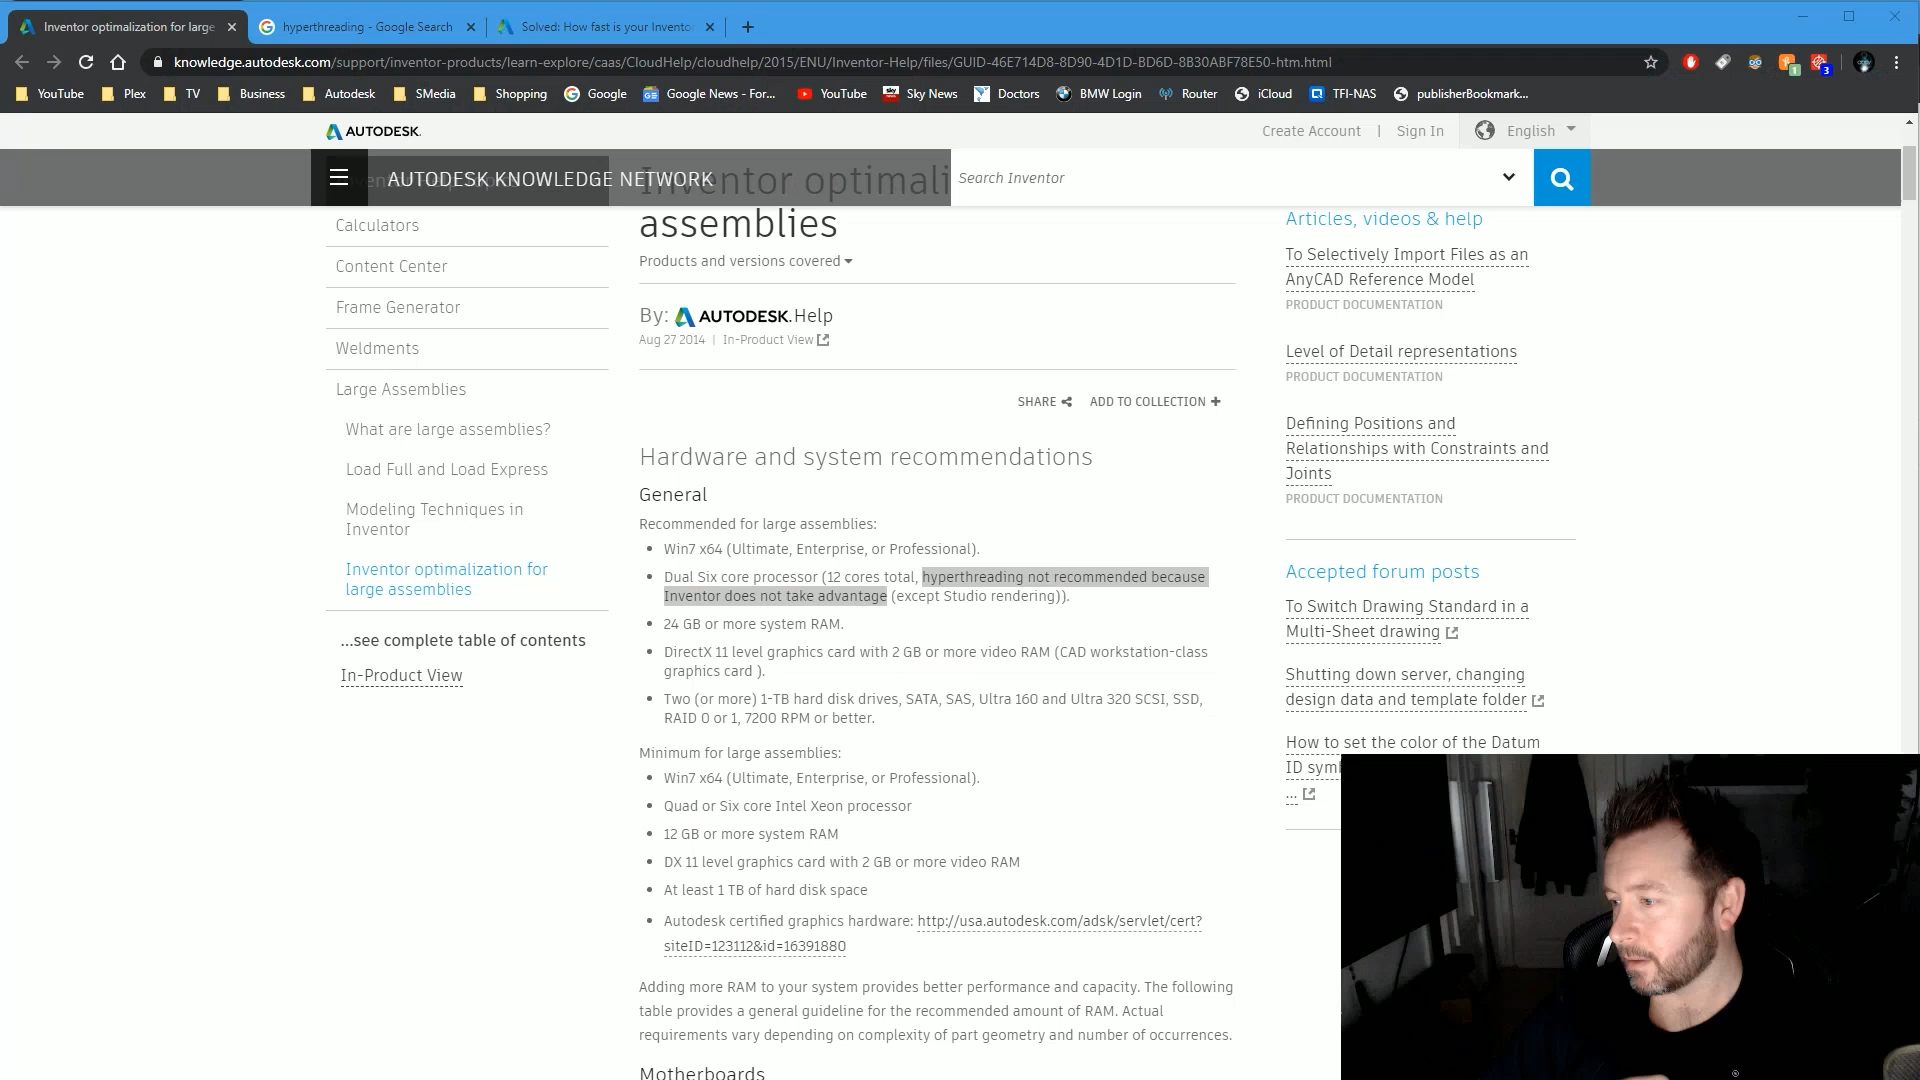 Inventor optimalization for large
hyperthreading - Google Search
Solved: How fast is your Inventor
knowledge.autodesk.com/support/inventor-products/learn-explore/caas/CloudHelp/cloudhelp/2015/ENU/Inventor-Help/files/GUID-46E714D8-8D90-4D1D-BD6D-8B30ABF78E50-htm.html
1
3
YouTube Plex TV Business Autodesk SMedia Shopping Google Google News - For... YouTube Sky News Doctors BMW Login Router iCloud TFI-NAS publisherBookmark...
AUTODESK.
Create Account | Sign In English
AUTODESK KNOWLEDGE NETWORK
Search Inventor
Inventor optimali
assemblies
Products and versions covered
By: AUTODESK. Help
Aug 27 2014 | In-Product View
SHARE ADD TO COLLECTION +
Calculators
Content Center
Frame Generator
Weldments
Large Assemblies
What are large assemblies?
Load Full and Load Express
Modeling Techniques in
Inventor
Inventor optimalization for
large assemblies
...see complete table of contents
In-Product View
Hardware and system recommendations
General
Recommended for large assemblies:
• Win7 x64 (Ultimate, Enterprise, or Professional).
• Dual Six core processor (12 cores total, hyperthreading not recommended because
Inventor does not take advantage (except Studio rendering)).
• 24 GB or more system RAM.
• DirectX 11 level graphics card with 2 GB or more video RAM (CAD workstation-class
graphics card ).
• Two (or more) 1-TB hard disk drives, SATA, SAS, Ultra 160 and Ultra 320 SCSI, SSD,
RAID 0 or 1, 7200 RPM or better.
Minimum for large assemblies:
• Win7 x64 (Ultimate, Enterprise, or Professional).
• Quad or Six core Intel Xeon processor
• 12 GB or more system RAM
• DX 11 level graphics card with 2 GB or more video RAM
• At least 1 TB of hard disk space
• Autodesk certified graphics hardware: http://usa.autodesk.com/adsk/servlet/cert?
siteID=123112&id=16391880
Adding more RAM to your system provides better performance and capacity. The following
table provides a general guideline for the recommended amount of RAM. Actual
requirements vary depending on complexity of part geometry and number of occurrences.
Motherboards
Articles, videos & help
To Selectively Import Files as an
AnyCAD Reference Model
PRODUCT DOCUMENTATION
Level of Detail representations
PRODUCT DOCUMENTATION
Defining Positions and
Relationships with Constraints and
Joints
PRODUCT DOCUMENTATION
Accepted forum posts
To Switch Drawing Standard in a
Multi-Sheet drawing
Shutting down server, changing
design data and template folder
How to set the color of the Datum
ID sym
...